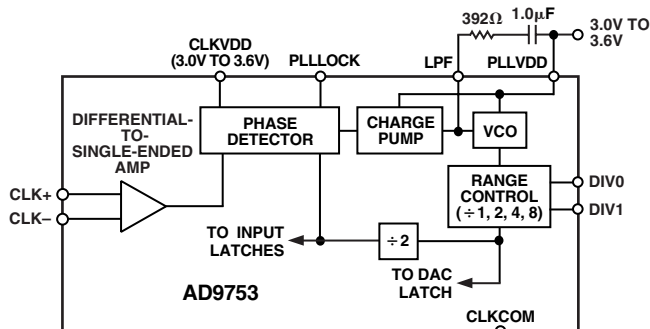 392Ω 1.0µF
3.0V TO
3.6V
CLKVDD
(3.0V TO 3.6V)
PLLLOCK
LPF
PLLVDD
DIFFERENTIAL-
TO-
SINGLE-ENDED
AMP
PHASE
DETECTOR
CHARGE
PUMP
VCO
RANGE
CONTROL
(÷1, 2, 4, 8)
DIV0
DIV1
CLK+
CLK–
TO INPUT
LATCHES
÷2
TO DAC
LATCH
AD9753
CLKCOM